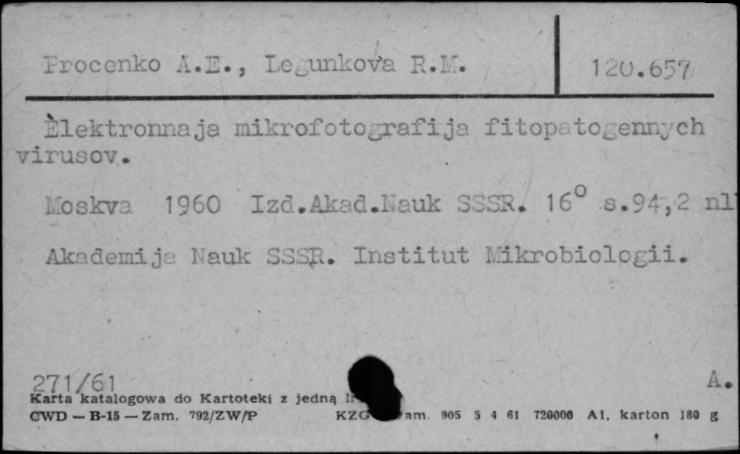 Procenko A.E., Legunkova R.M. 120.657
Èlektronnaja mikrofotografija fitopatogennych
virusov.
Moskva 1960 Izd.Akad.Nauk SSSR. 16° s.94,2 nl
Akademija Nauk SSSR. Institut Mikrobiologii.
271/61 A.
Karta katalogowa do Kartoteki z jedną
CWD — B-15 — Zam. 792/ZW/P KZG am. 905 5 4 61 720000 A1, karton 180 g